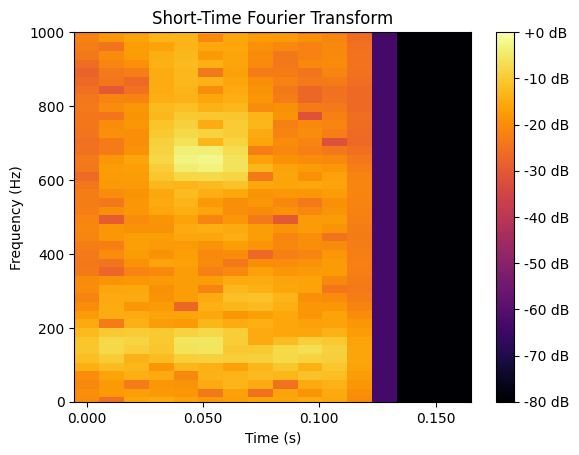 Short-Time Fourier Transform
1000
800
600
400
200
0
Frequency (Hz)
0.000
0.050
0.100
0.150
Time (s)
+0 dB
-10 dB
-20 dB
-30 dB
-40 dB
-50 dB
-60 dB
-70 dB
-80 dB